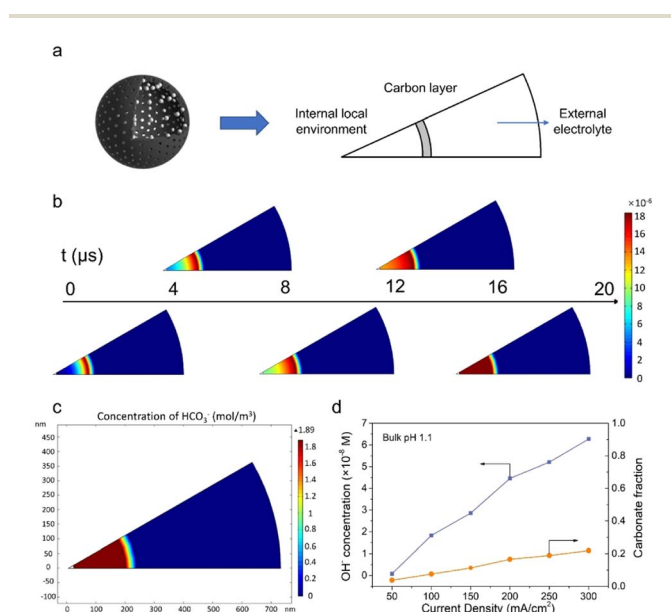 a
Carbon layer
Internal local
environment
External
electrolyte
b
t (μs)
0 4 8 12 16 20
×10⁻⁶
18
16
14
12
10
8
6
4
2
0
c
Concentration of HCO₃⁻ (mol/m³)
nm
450
400
350
300
250
200
150
100
50
0
-50
-100
0 100 200 300 400 500 600 700 nm
▲1.89
1.8
1.6
1.4
1.2
1
0.8
0.6
0.4
0.2
0
d
Bulk pH 1.1
OH⁻ concentration (×10⁻⁸ M)
7
6
5
4
3
2
1
0
50 100 150 200 250 300
Current Density (mA/cm²)
1.0
0.8
0.6
0.4
0.2
0.0
Carbonate fraction